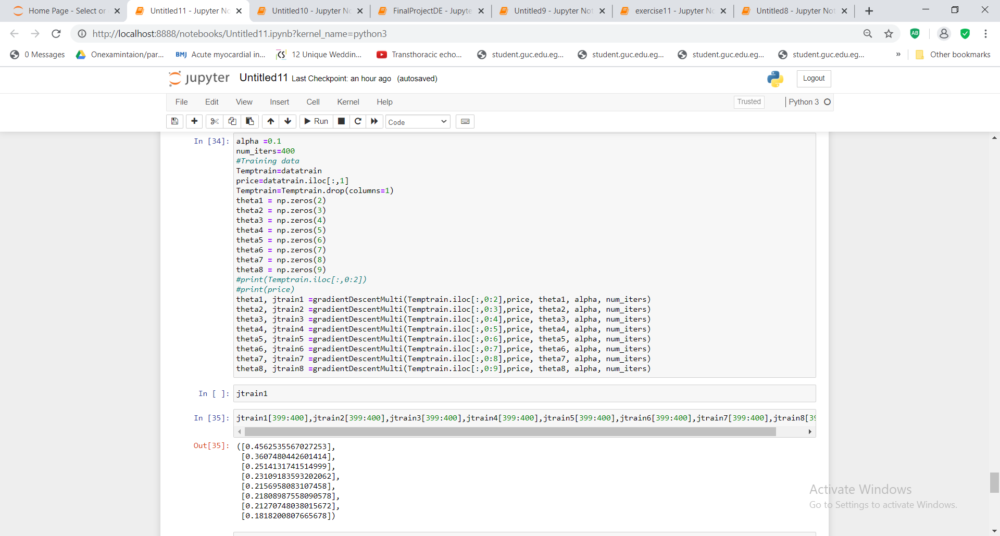 Home Page - Select or
Untitled11 - Jupyter No
Untitled10 - Jupyter No
FinalProjectDE - Jupyte
Untitled9 - Jupyter Not
exercise11 - Jupyter No
Untitled8 - Jupyter Not
http://localhost:8888/notebooks/Untitled11.ipynb?kernel_name=python3
AB
0 Messages
Onexamintaion/par...
BMJ Acute myocardial in...
CS 12 Unique Weddin...
Transthoracic echo...
student.guc.edu.eg...
student.guc.edu.eg...
student.guc.edu.eg...
student.guc.edu.eg...
»
Other bookmarks
jupyter Untitled11 Last Checkpoint: an hour ago (autosaved)
Logout
File Edit View Insert Cell Kernel Help
Trusted
Python 3
Run
Code
In [34]:
alpha =0.1
num_iters=400
#Training data
Temptrain=datatrain
price=datatrain.iloc[:,1]
Temptrain=Temptrain.drop(columns=1)
theta1 = np.zeros(2)
theta2 = np.zeros(3)
theta3 = np.zeros(4)
theta4 = np.zeros(5)
theta5 = np.zeros(6)
theta6 = np.zeros(7)
theta7 = np.zeros(8)
theta8 = np.zeros(9)
#print(Temptrain.iloc[:,0:2])
#print(price)
theta1, jtrain1 =gradientDescentMulti(Temptrain.iloc[:,0:2],price, theta1, alpha, num_iters)
theta2, jtrain2 =gradientDescentMulti(Temptrain.iloc[:,0:3],price, theta2, alpha, num_iters)
theta3, jtrain3 =gradientDescentMulti(Temptrain.iloc[:,0:4],price, theta3, alpha, num_iters)
theta4, jtrain4 =gradientDescentMulti(Temptrain.iloc[:,0:5],price, theta4, alpha, num_iters)
theta5, jtrain5 =gradientDescentMulti(Temptrain.iloc[:,0:6],price, theta5, alpha, num_iters)
theta6, jtrain6 =gradientDescentMulti(Temptrain.iloc[:,0:7],price, theta6, alpha, num_iters)
theta7, jtrain7 =gradientDescentMulti(Temptrain.iloc[:,0:8],price, theta7, alpha, num_iters)
theta8, jtrain8 =gradientDescentMulti(Temptrain.iloc[:,0:9],price, theta8, alpha, num_iters)
In [ ]:
jtrain1
In [35]:
jtrain1[399:400],jtrain2[399:400],jtrain3[399:400],jtrain4[399:400],jtrain5[399:400],jtrain6[399:400],jtrain7[399:400],jtrain8[39
Out[35]:
([0.4562535567027253],
[0.3607480442601414],
[0.2514131741514999],
[0.23109183593202062],
[0.2156958083107458],
[0.21808987558090578],
[0.21270748038015672],
[0.1818200807665678])
Activate Windows
Go to Settings to activate Windows.